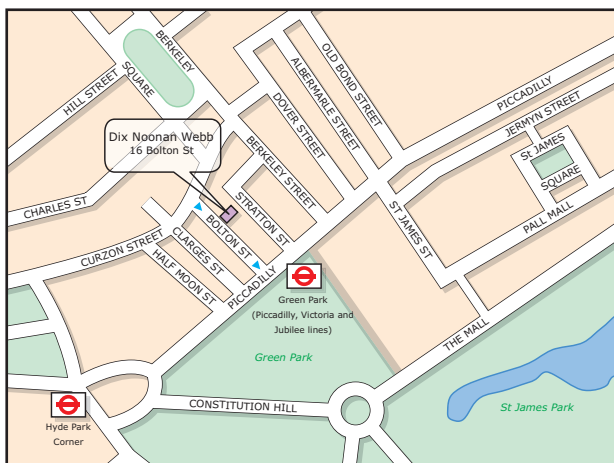 BERKELEY
SQUARE
HILL STREET
OLD BOND STREET
ALBERMARLE STREET
DOVER STREET
PICCADILLY
JERMYN STREET
St JAMES
SQUARE
Dix Noonan Webb
16 Bolton St
BERKELEY STREET
STRATTON ST
CHARLES ST
BOLTON ST
CLARGES ST
CURZON STREET
HALF MOON ST
ST JAMES ST
PALL MALL
PICCADILLY
Green Park
(Piccadilly, Victoria and
Jubilee lines)
THE MALL
Green Park
CONSTITUTION HILL
St James Park
Hyde Park
Corner